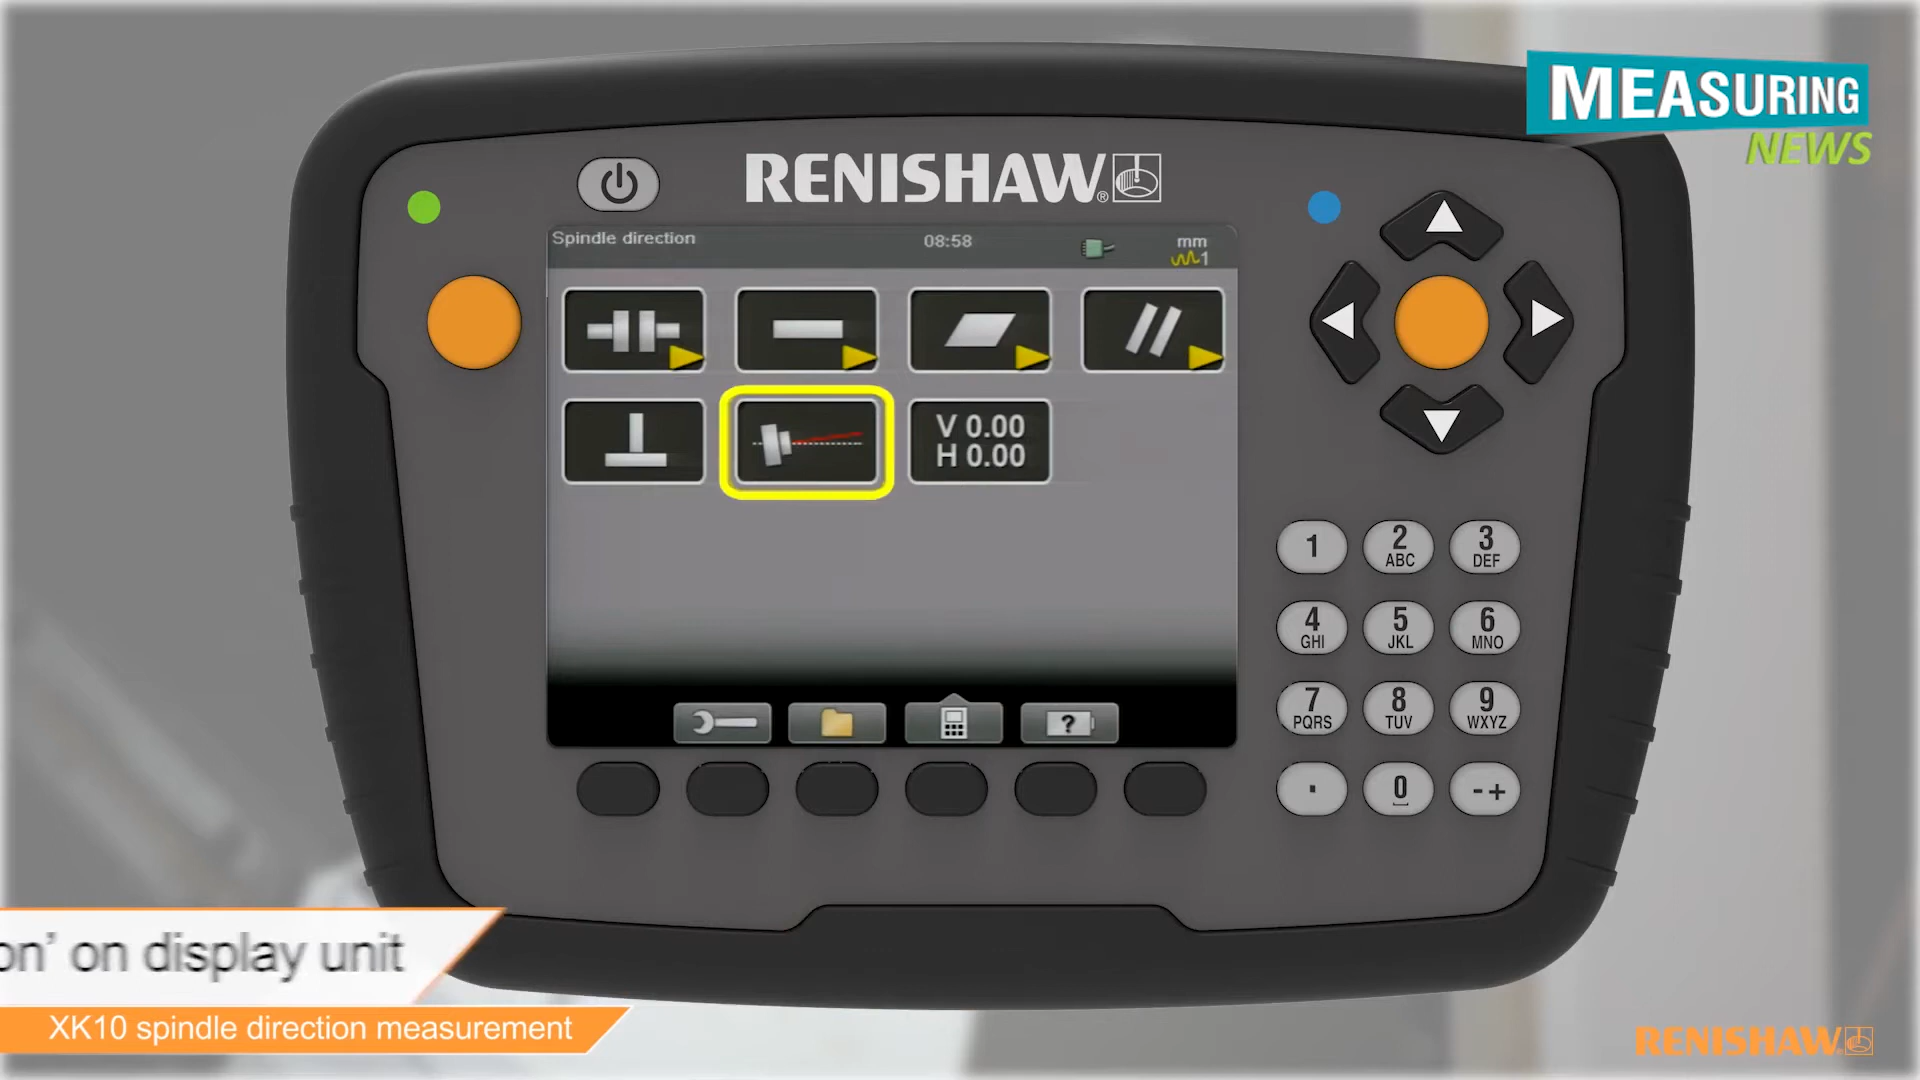 MEASURING
NEWS
RENISHAW®
Spindle direction
08:58
mm
1
V 0.00
H 0.00
?
1
2
ABC
3
DEF
4
GHI
5
JKL
6
MNO
7
PQRS
8
TUV
9
WXYZ
.
0
-+
on’ on display unit
XK10 spindle direction measurement
RENISHAW